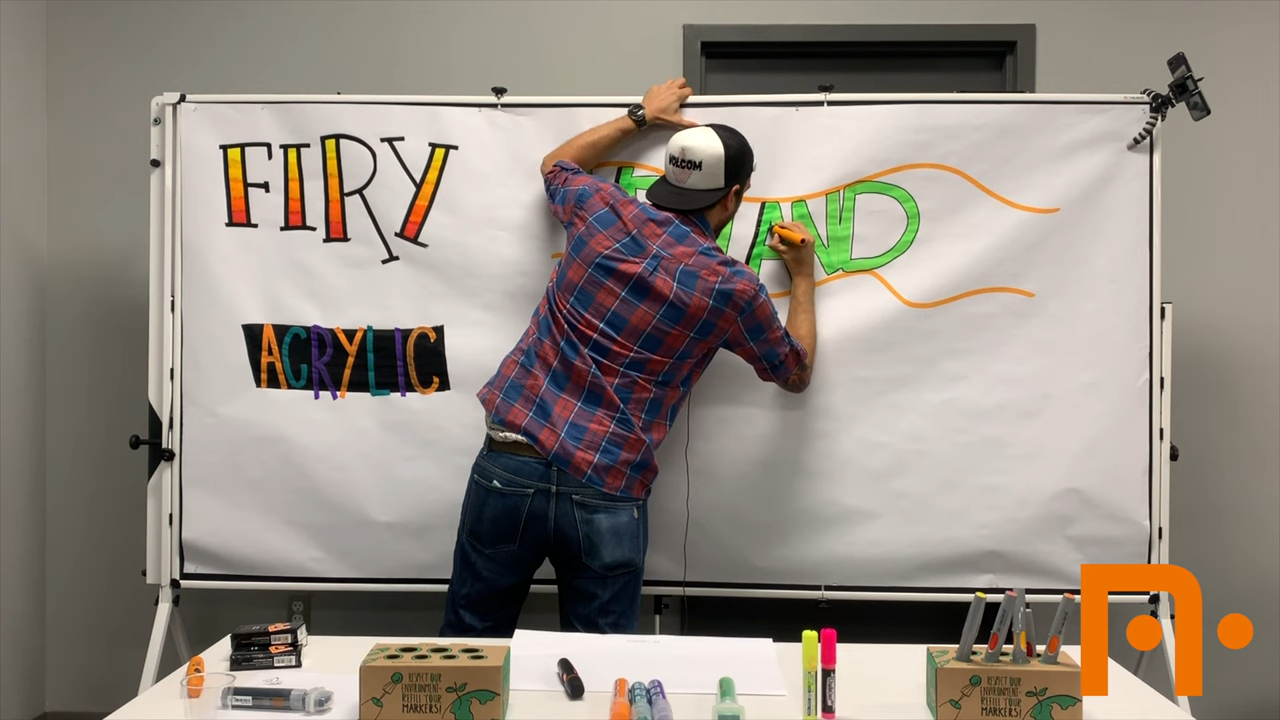 FIRY
AND
VOLCOM
ACRYLIC
RESPECT OUR
ENVIRONMENT-
REFILL YOUR
MARKERS!
RESPECT OUR
ENVIRONMENT-
REFILL YOUR
MARKERS!